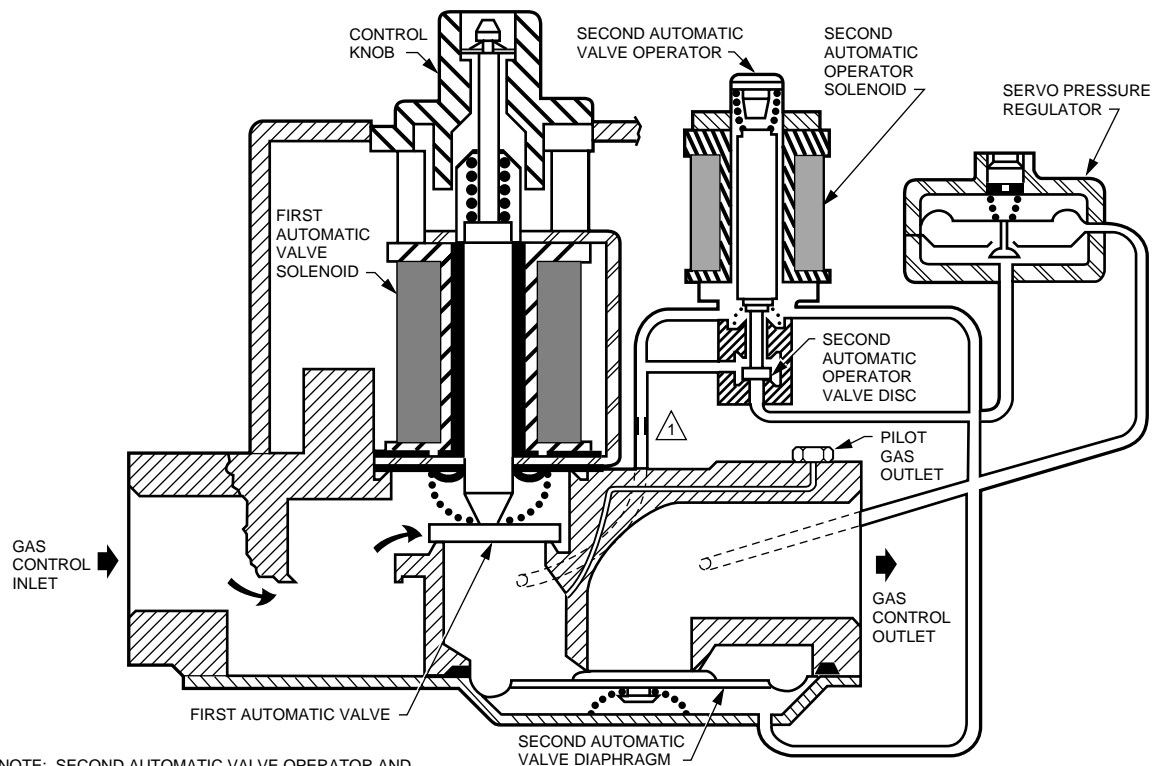 CONTROL
KNOB
SECOND AUTOMATIC
VALVE OPERATOR
SECOND
AUTOMATIC
OPERATOR
SOLENOID
SERVO PRESSURE
REGULATOR
FIRST
AUTOMATIC
VALVE
SOLENOID
SECOND
AUTOMATIC
OPERATOR
VALVE DISC
1
PILOT
GAS
OUTLET
GAS
CONTROL
INLET
GAS
CONTROL
OUTLET
FIRST AUTOMATIC VALVE
SECOND AUTOMATIC
VALVE DIAPHRAGM
NOTE: SECOND AUTOMATIC VALVE OPERATOR AND